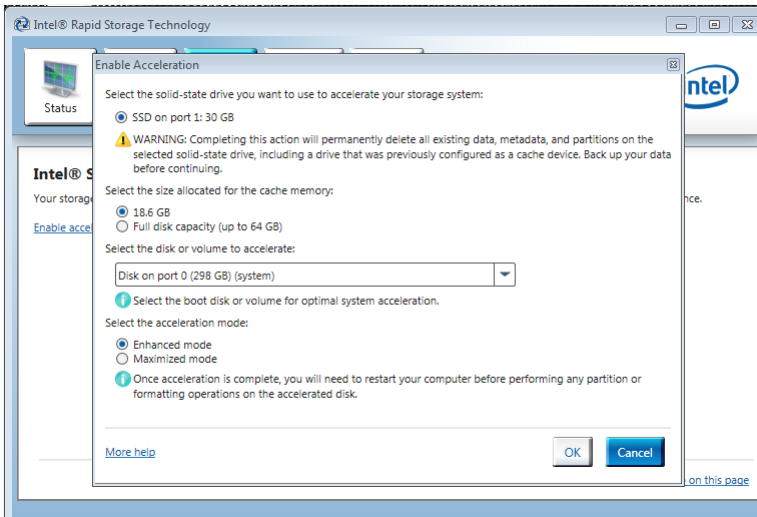 Intel® Rapid Storage Technology
Enable Acceleration
Status
ntel)
Intel® S
Your storag
nce.
Enable acce
Select the solid-state drive you want to use to accelerate your storage system:
SSD on port 1: 30 GB
WARNING: Completing this action will permanently delete all existing data, metadata, and partitions on the
selected solid-state drive, including a drive that was previously configured as a cache device. Back up your data
before continuing.
Select the size allocated for the cache memory:
18.6 GB
Full disk capacity (up to 64 GB)
Select the disk or volume to accelerate:
Disk on port 0 (298 GB) (system)
Select the boot disk or volume for optimal system acceleration.
Select the acceleration mode:
Enhanced mode
Maximized mode
Once acceleration is complete, you will need to restart your computer before performing any partition or
formatting operations on the accelerated disk.
More help
OK
Cancel
on this page